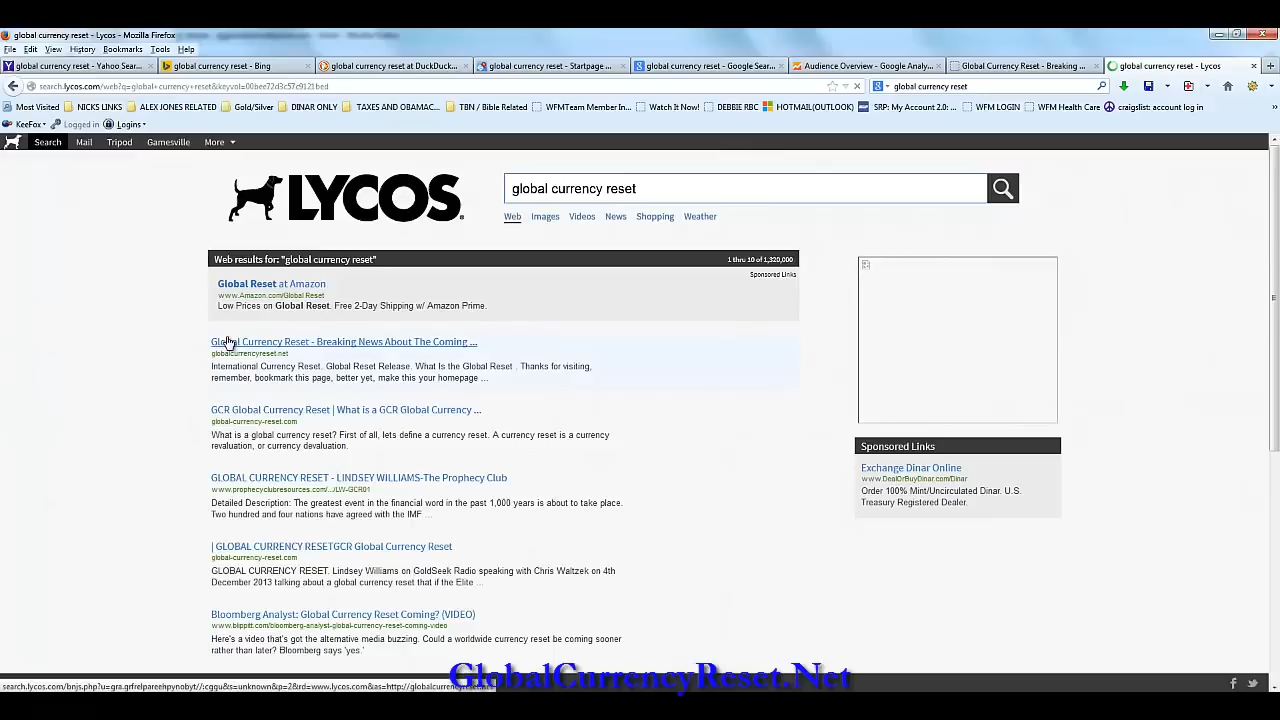 global currency reset - Lycos - Mozilla Firefox
File Edit View History Bookmarks Tools Help
global currency reset - Yahoo Sear... global currency reset - Bing global currency reset at DuckDuck... global currency reset - Startpage ... global currency reset - Google Sear... Audience Overview - Google Analy... Global Currency Reset - Breaking ... global currency reset - Lycos
search.lycos.com/web?q=global+currency+reset&keyvol=00bee72d3c57c9121bed global currency reset
Most Visited NICKS LINKS ALEX JONES RELATED Gold/Silver DINAR ONLY TAXES AND OBAMAC... TBN / Bible Related WFMTeam Member In... Watch It Now! DEBBIE RBC HOTMAIL(OUTLOOK) SRP: My Account 2.0: ... WFM LOGIN WFM Health Care craigslist: account log in
KeeFox Logged in Logins
Search Mail Tripod Gamesville More
LYCOS
global currency reset
Web Images Videos News Shopping Weather
Web results for: "global currency reset" 1 thru 10 of 1,320,000
Sponsored Links
Global Reset at Amazon
www.Amazon.com/Global Reset
Low Prices on Global Reset. Free 2-Day Shipping w/ Amazon Prime.
Global Currency Reset - Breaking News About The Coming ...
globalcurrencyreset.net
International Currency Reset. Global Reset Release. What Is the Global Reset . Thanks for visiting,
remember, bookmark this page, better yet, make this your homepage ...
GCR Global Currency Reset | What is a GCR Global Currency ...
global-currency-reset.com
What is a global currency reset? First of all, lets define a currency reset. A currency reset is a currency
revaluation, or currency devaluation.
GLOBAL CURRENCY RESET - LINDSEY WILLIAMS-The Prophecy Club
www.prophecyclubresources.com/...JLW-GCR01
Detailed Description: The greatest event in the financial word in the past 1,000 years is about to take place.
Two hundred and four nations have agreed with the IMF ...
| GLOBAL CURRENCY RESETGCR Global Currency Reset
global-currency-reset.com
GLOBAL CURRENCY RESET. Lindsey Williams on GoldSeek Radio speaking with Chris Waltzek on 4th
December 2013 talking about a global currency reset that if the Elite ...
Bloomberg Analyst: Global Currency Reset Coming? (VIDEO)
www.blippitt.com/bloomberg-analyst-global-currency-reset-coming-video
Here's a video that's got the alternative media buzzing. Could a worldwide currency reset be coming sooner
rather than later? Bloomberg says 'yes.'
Sponsored Links
Exchange Dinar Online
www.DealOrBuyDinar.com/Dinar
Order 100% Mint/Uncirculated Dinar. U.S.
Treasury Registered Dealer.
GlobalCurrencyReset.Net
search.lycos.com/bnjs.php?u=gra.grfrelpareehpynobyt//:cggu&s=unknown&p=2&rd=www.lycos.com&as=http://globalcurrencyreset.net